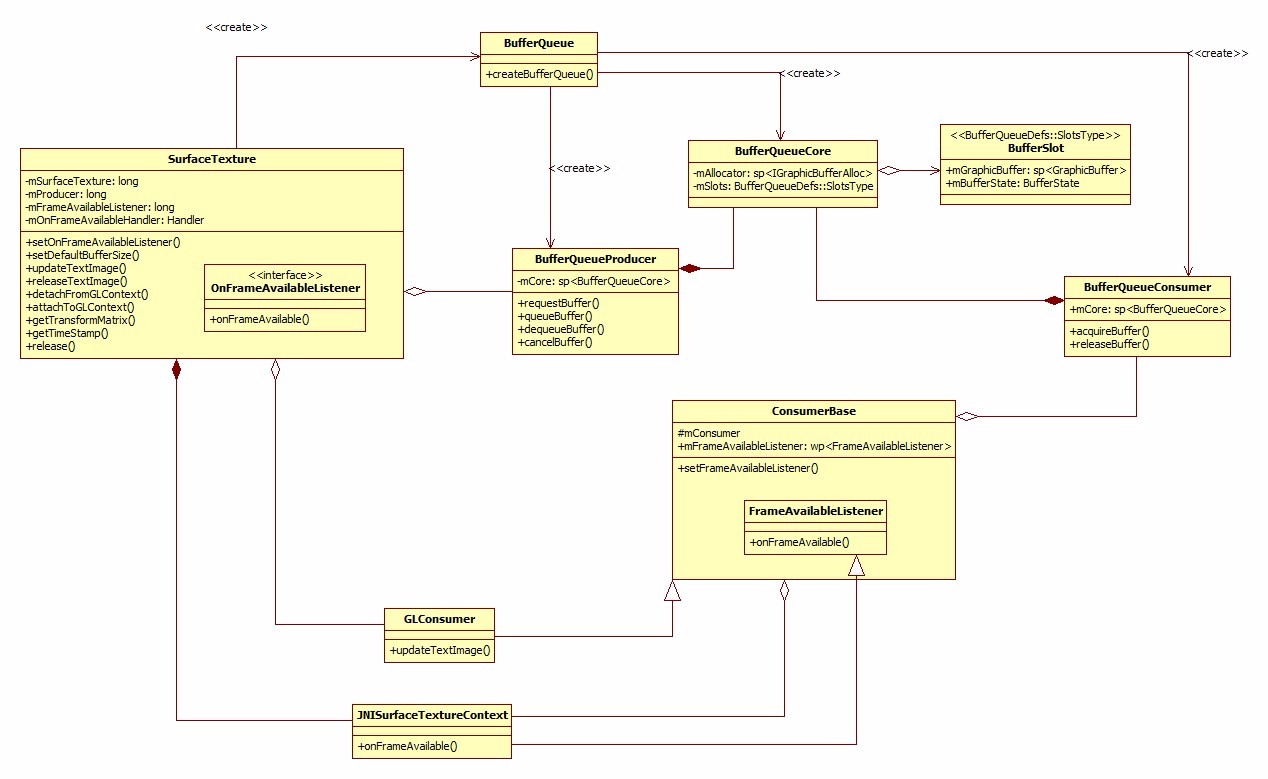 <<create>>
BufferQueue
+createBufferQueue()
<<create>>
<<create>>
<<create>>
SurfaceTexture
-mSurfaceTexture: long
-mProducer: long
-mFrameAvailableListener: long
-mOnFrameAvailableHandler: Handler
+setOnFrameAvailableListener()
+setDefaultBufferSize()
+updateTextImage()
+releaseTextImage()
+detachFromGLContext()
+attachToGLContext()
+getTransformMatrix()
+getTimeStamp()
+release()
<<interface>>
OnFrameAvailableListener
+onFrameAvailable()
BufferQueueCore
-mAllocator: sp<IGraphicBufferAlloc>
-mSlots: BufferQueueDefs::SlotsType
<<BufferQueueDefs::SlotsType>>
BufferSlot
+mGraphicBuffer: sp<GraphicBuffer>
+mBufferState: BufferState
BufferQueueProducer
-mCore: sp<BufferQueueCore>
+requestBuffer()
+queueBuffer()
+dequeueBuffer()
+cancelBuffer()
BufferQueueConsumer
+mCore: sp<BufferQueueCore>
+acquireBuffer()
+releaseBuffer()
ConsumerBase
#mConsumer
+mFrameAvailableListener: wp<FrameAvailableListener>
+setFrameAvailableListener()
FrameAvailableListener
+onFrameAvailable()
GLConsumer
+updateTextImage()
JNISurfaceTextureContext
+onFrameAvailable()